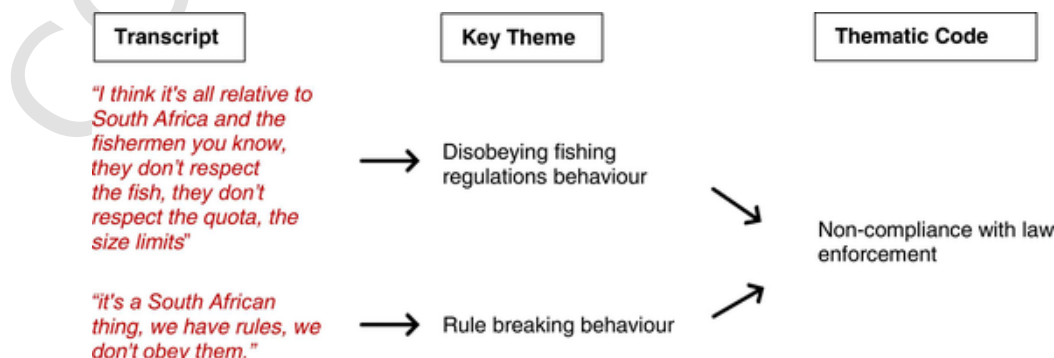 Transcript
Key Theme
Thematic Code
“I think it's all relative to
South Africa and the
fishermen you know,
they don't respect
the fish, they don't
respect the quota, the
size limits”
Disobeying fishing
regulations behaviour
Non-compliance with law
enforcement
“it's a South African
thing, we have rules, we
don't obey them.”
Rule breaking behaviour